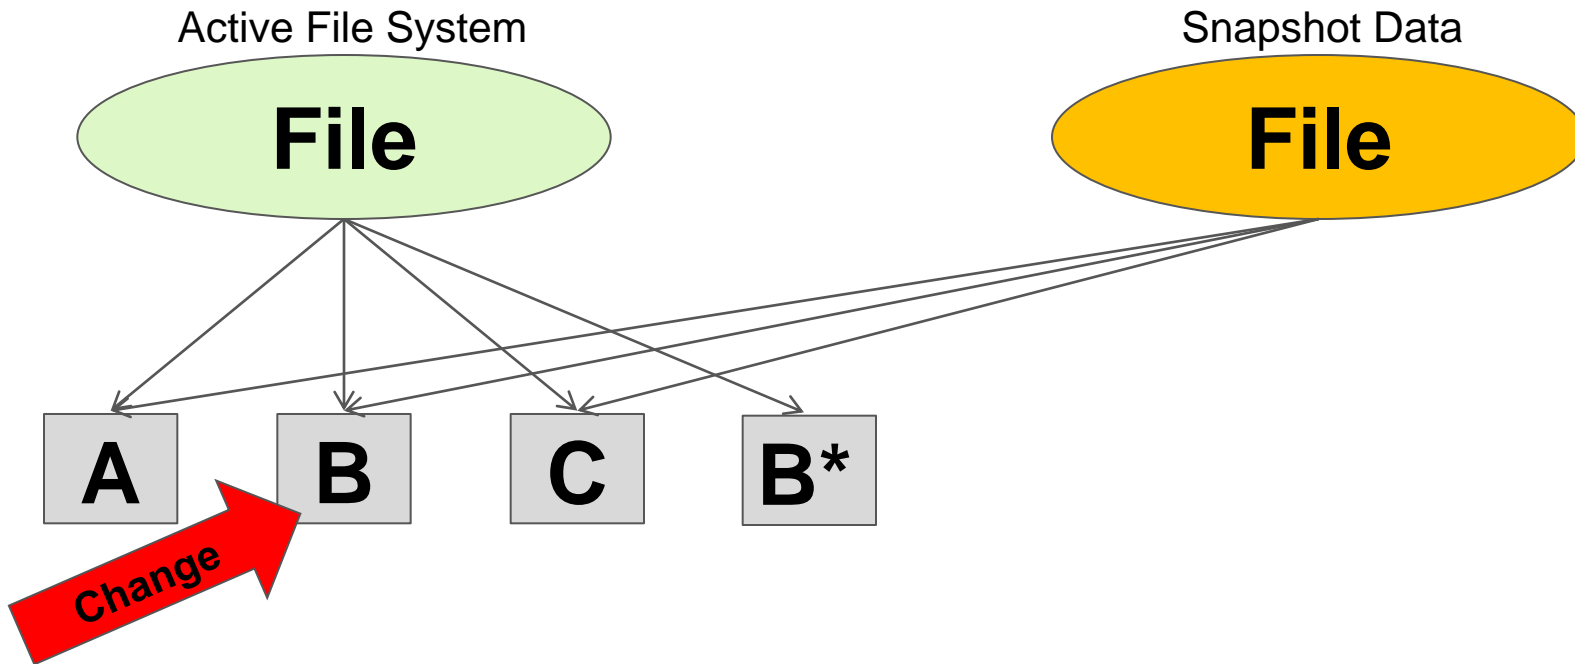 Active File System
Snapshot Data
File
File
A
B
C
B*
Change